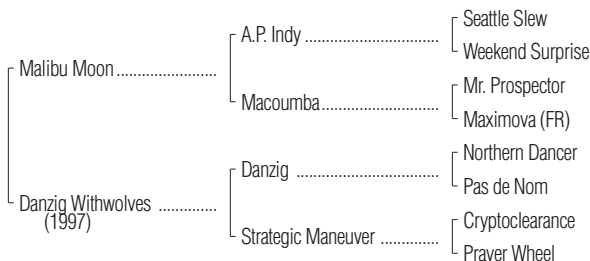 Seattle Slew
A.P. Indy ..............................
Weekend Surprise
Malibu Moon ......................
Mr. Prospector
Macoumba..........................
Maximova (FR)
Northern Dancer
Danzig ................................
Pas de Nom
Danzig Withwolves .............
(1997)
Cryptoclearance
Strategic Maneuver .............
Prayer Wheel